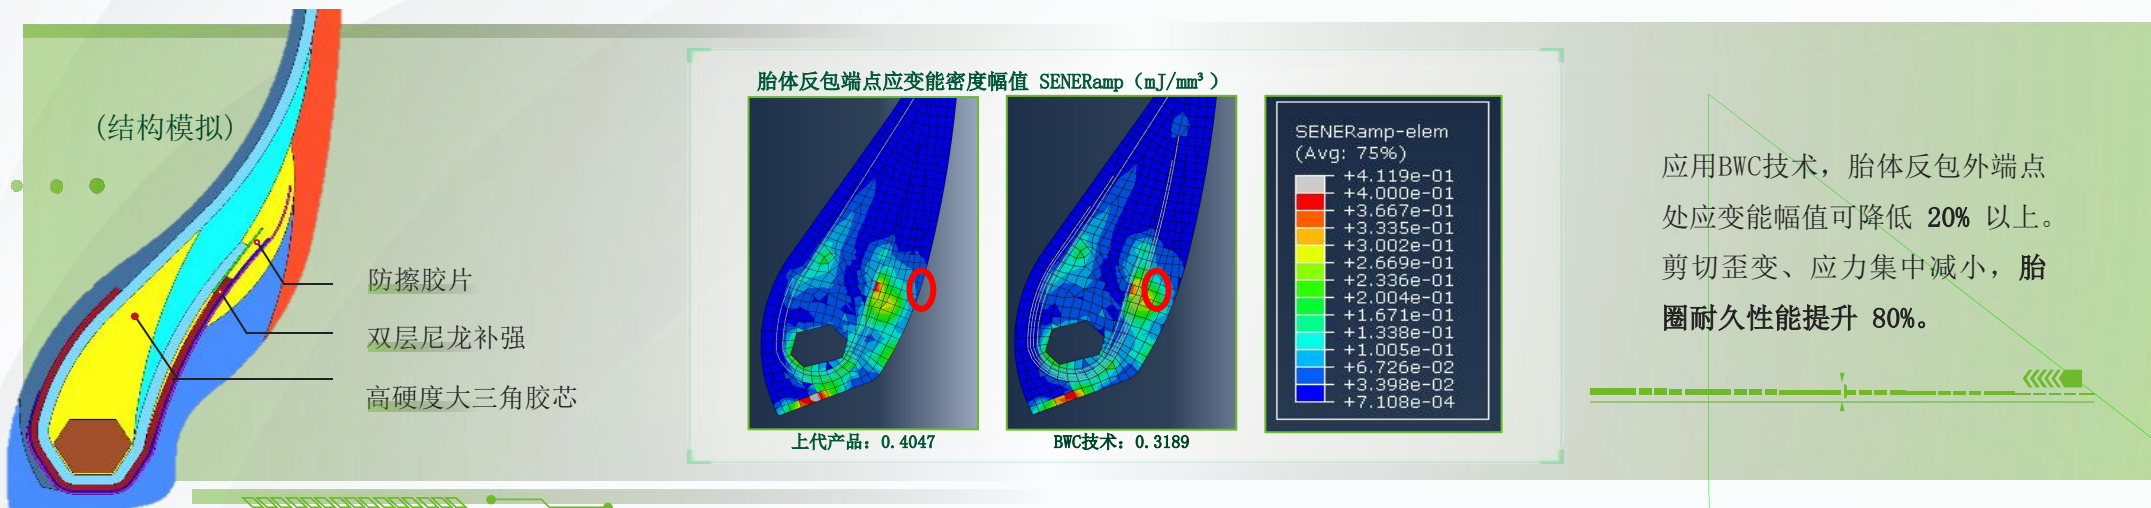 (结构模拟)
防擦胶片
双层尼龙补强
高硬度大三角胶芯
胎体反包端点应变能密度幅值 SENERamp（mJ/mm³）
SENERamp-elem
(Avg: 75%)
+4.119e-01
+4.000e-01
+3.667e-01
+3.335e-01
+3.002e-01
+2.669e-01
+2.336e-01
+2.004e-01
+1.671e-01
+1.338e-01
+1.005e-01
+6.726e-02
+3.398e-02
+7.108e-04
上代产品：0.4047
BWC技术：0.3189
应用BWC技术，胎体反包外端点
处应变能幅值可降低 20% 以上。
剪切歪变、应力集中减小，胎
圈耐久性能提升 80%。